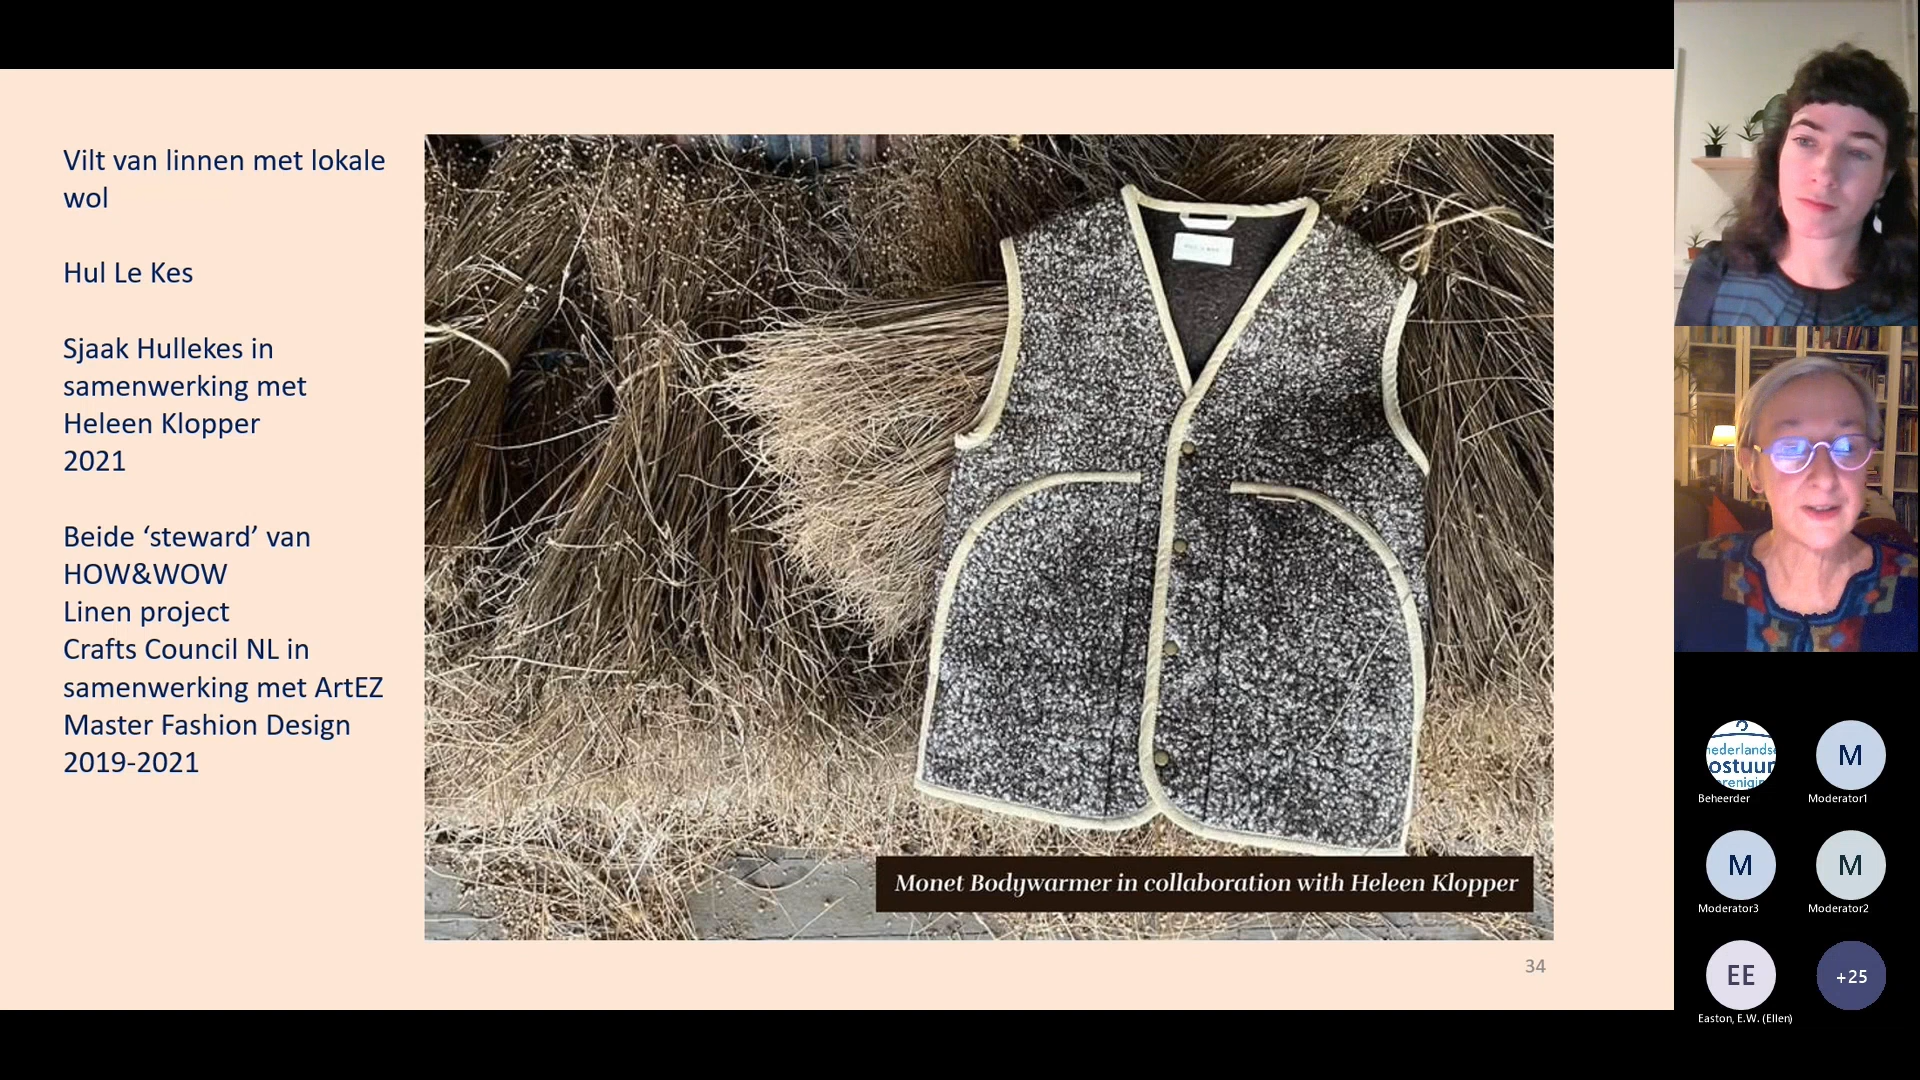 Vilt van linnen met lokale
wol
Hul Le Kes
Sjaak Hullekes in
samenwerking met
Heleen Klopper
2021
Beide ‘steward’ van
HOW&WOW
Linen project
Crafts Council NL in
samenwerking met ArtEZ
Master Fashion Design
2019-2021
Monet Bodywarmer in collaboration with Heleen Klopper
34
nederlandse
ostuum
Beheerder
M
Moderator1
M
Moderator3
M
Moderator2
EE
Easton, E.W. (Ellen)
+25